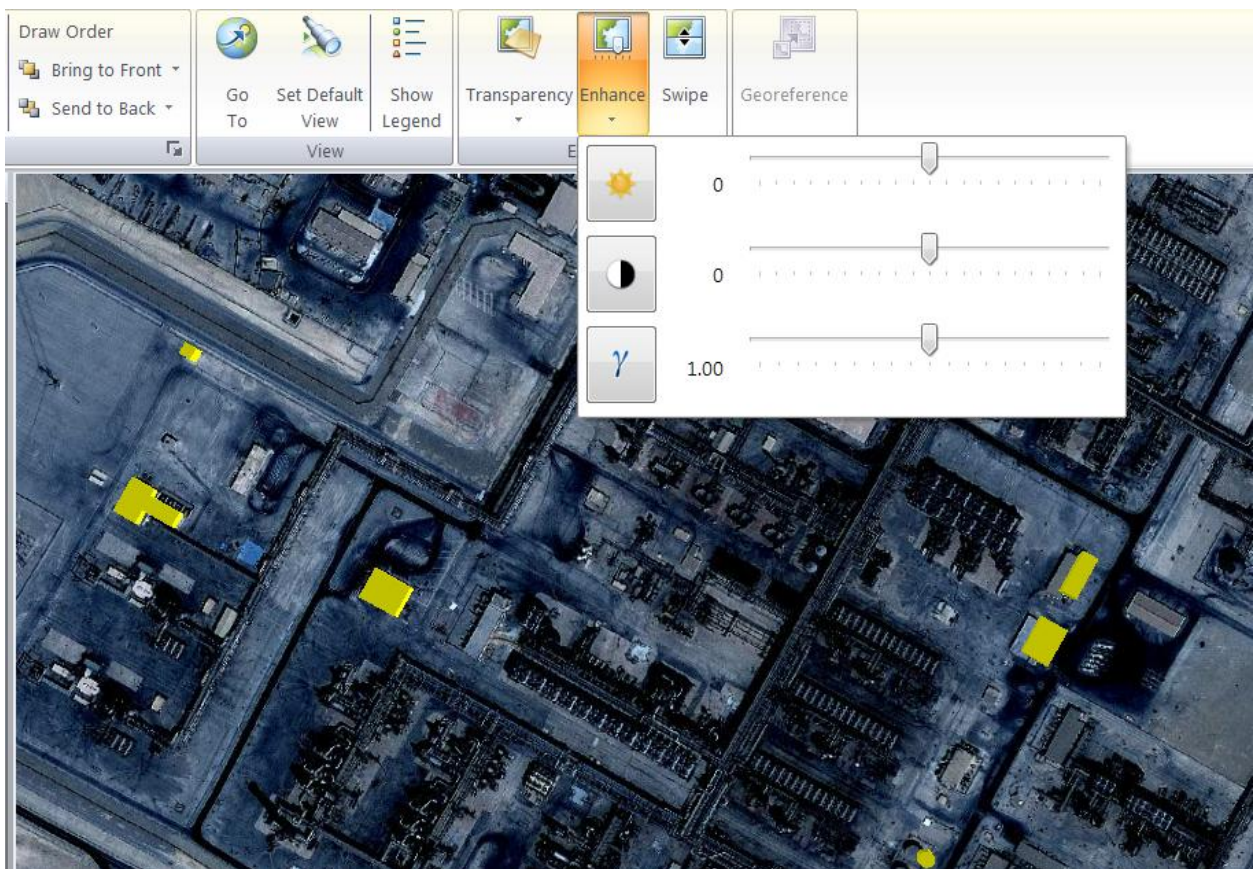 Draw Order
Bring to Front
Send to Back
Go To
Set Default View
Show Legend
View
Transparency
Enhance
Swipe
E
Georeference
0
0
γ
1.00